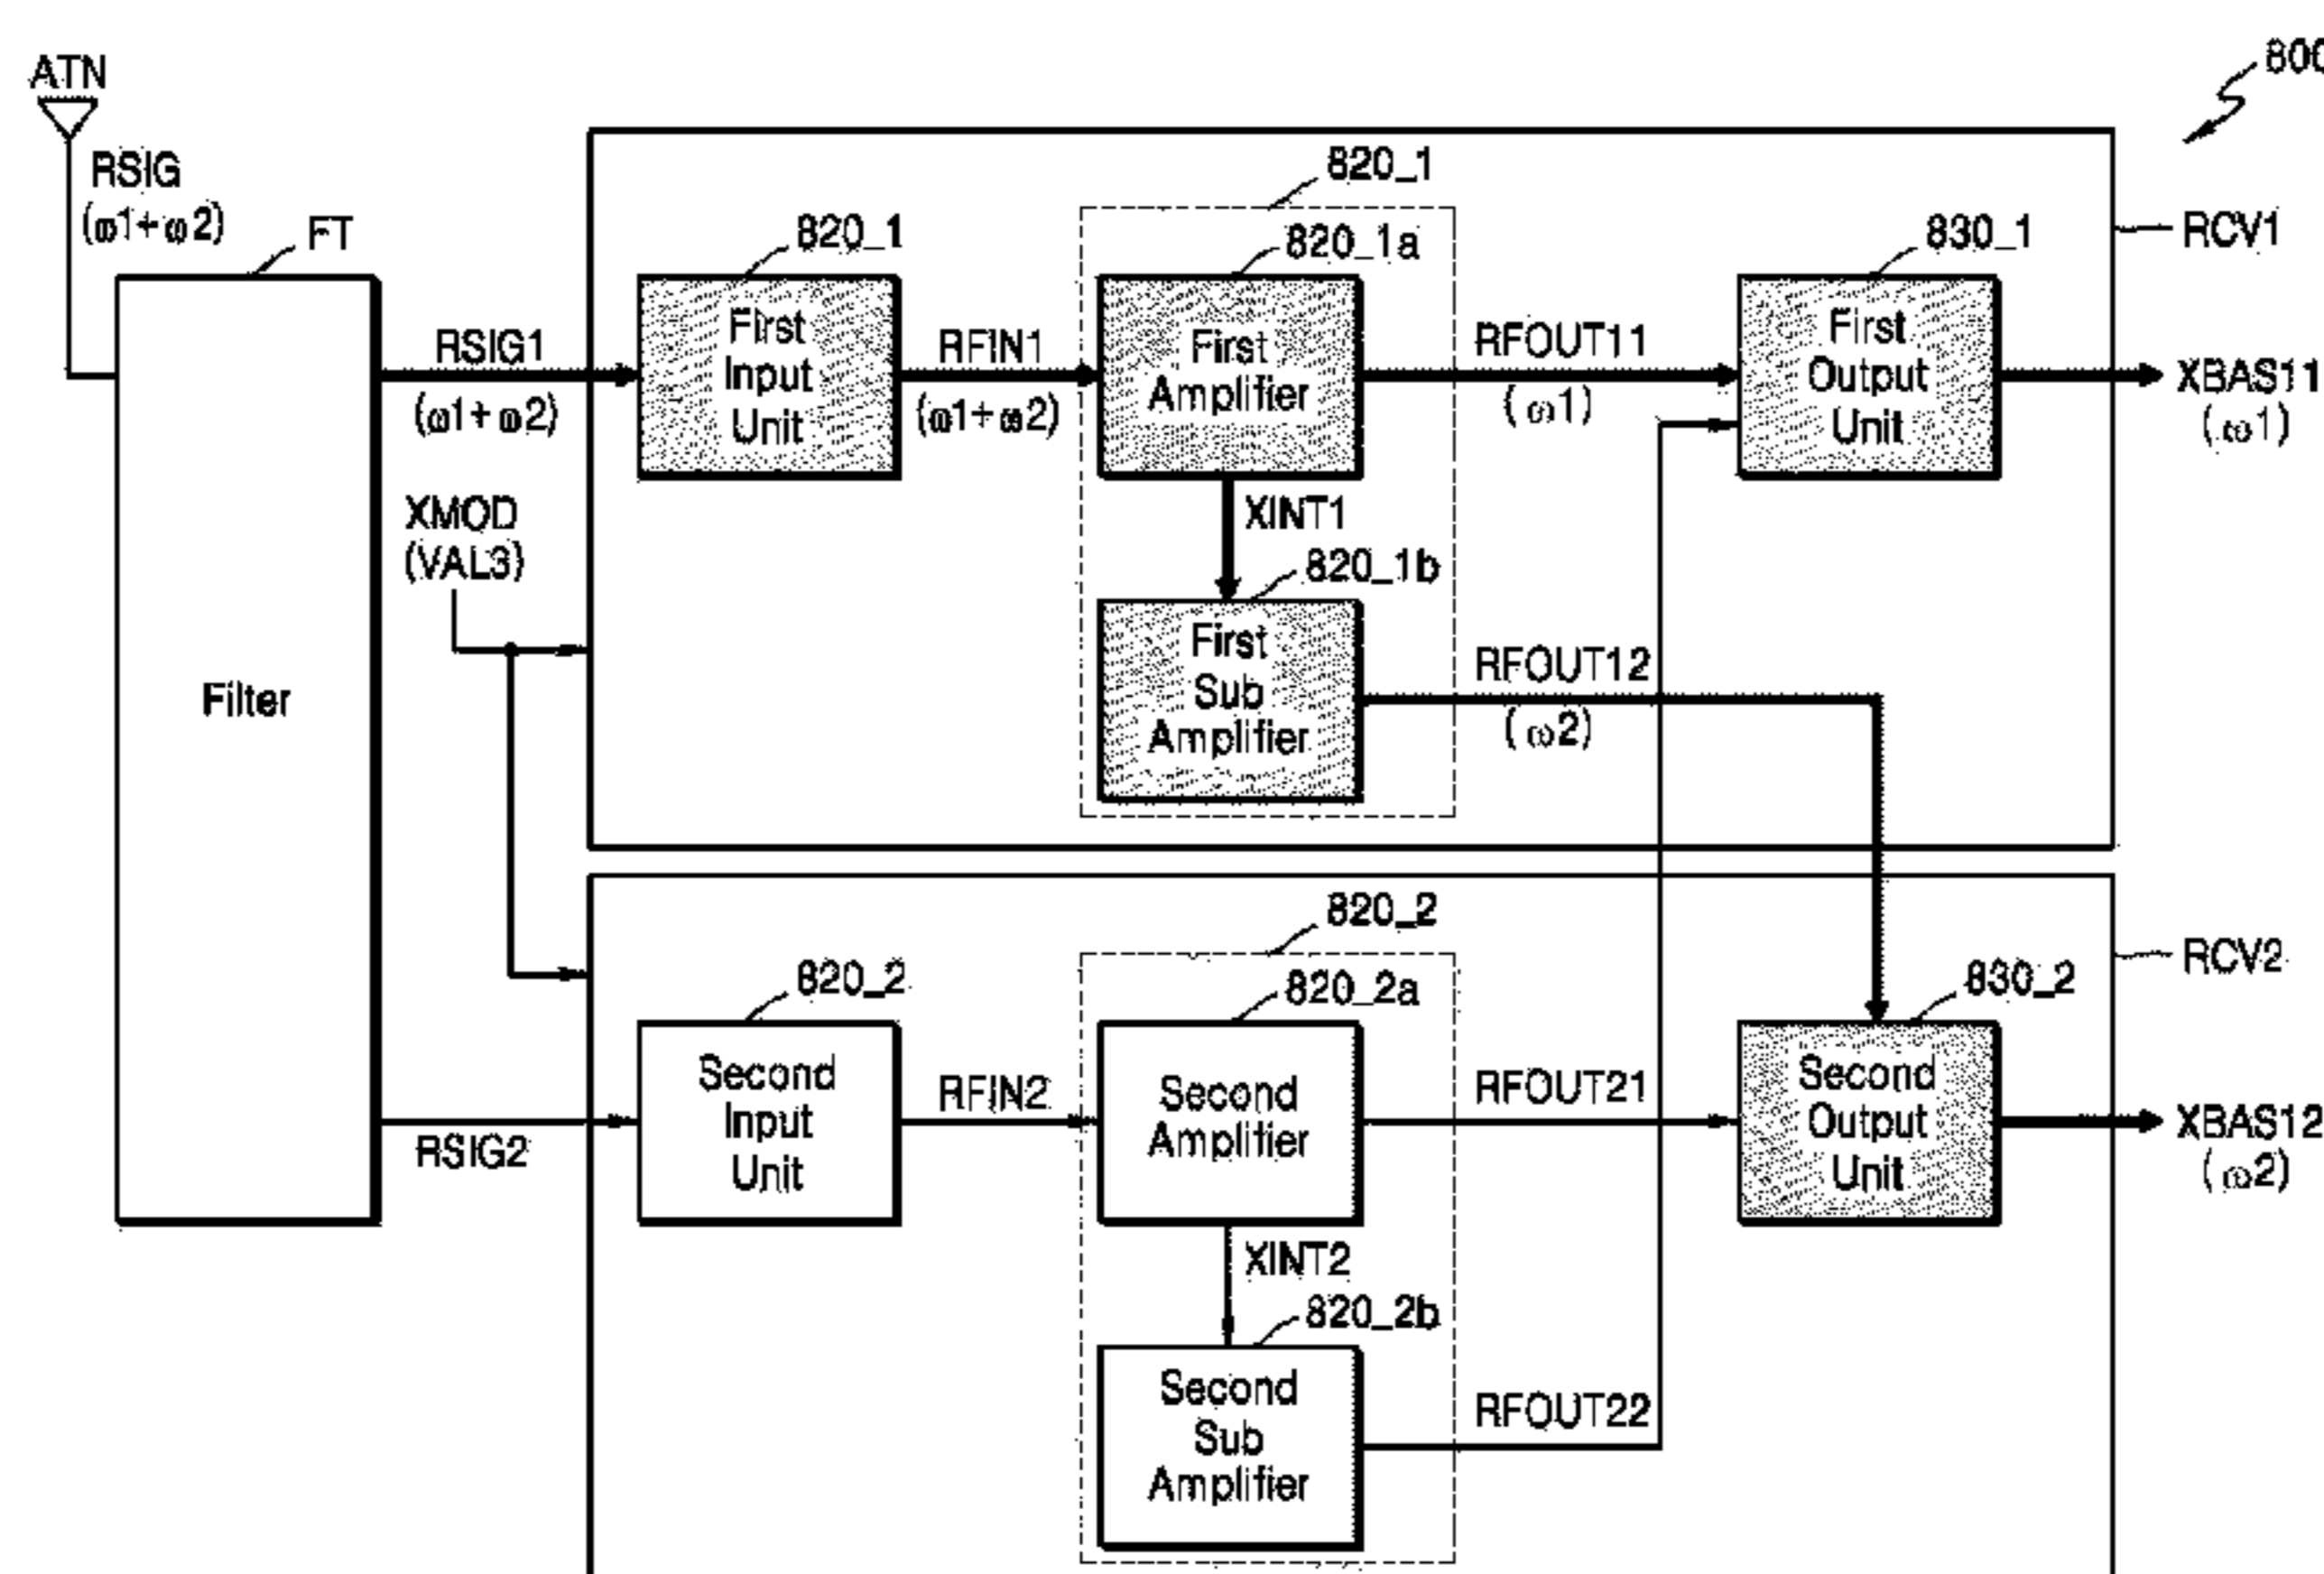 ATN
RSIG
(ω1+ω2)
FT
Filter
RSIG1
(ω1+ω2)
XMOD
(VAL3)
RSIG2
820_1
First
Input
Unit
RFIN1
(ω1+ω2)
820_1
820_1a
First
Amplifier
XINT1
820_1b
First
Sub
Amplifier
RFOUT11
(ω1)
RFOUT12
(ω2)
830_1
First
Output
Unit
800
RCV1
XBAS11
(ω1)
820_2
Second
Input
Unit
RFIN2
820_2
820_2a
Second
Amplifier
XINT2
820_2b
Second
Sub
Amplifier
RFOUT21
RFOUT22
830_2
Second
Output
Unit
RCV2
XBAS12
(ω2)